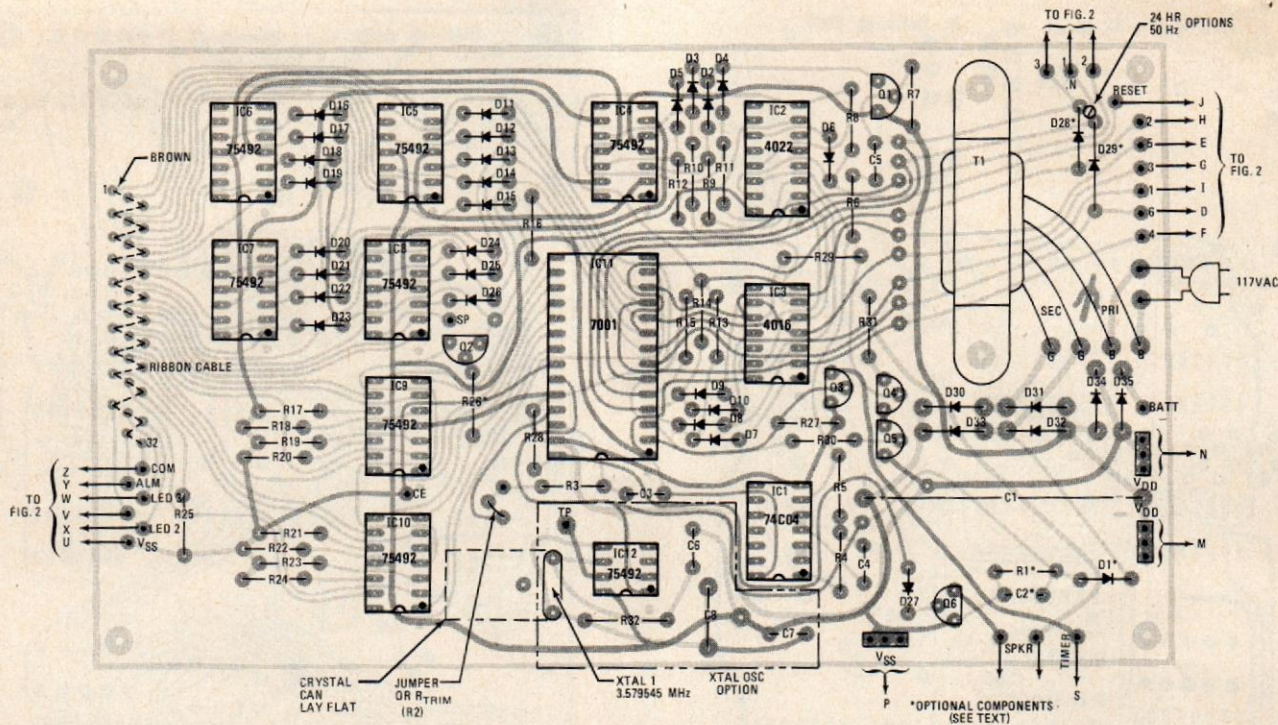 TO FIG. 2
24 HR
50 Hz
OPTIONS
3
1
2
N
RESET
J
2
H
5
E
3
G
1
I
6
D
4
F
TO
FIG. 2
117VAC
D28*
D29*
T1
SEC
PRI
G
G
B
B
IC6
75492
D16
D17
D18
D19
IC5
75492
D11
D12
D13
D14
D15
IC4
75492
D5
D3
D2
D4
R12
R10
R9
R11
IC2
4022
D6
R8
Q1
R7
C5
R6
BROWN
1
RIBBON CABLE
32
IC7
75492
D20
D21
D22
D23
IC8
75492
D24
D25
D26
SP
Q2
R16
IC11
7001
R14
R15
R13
IC3
4016
R29
R31
IC9
75492
R17
R18
R19
R20
R26*
R28
D9
D10
D8
D7
R27
R30
Q3
Q4
Q5
D30
D31
D33
D32
D34
D35
BATT
N
VDD
VDD
M
C1
TO
FIG. 2
Z
Y
W
V
X
U
COM
ALM
LED 3
LED 2
VSS
R25
CE
R21
R22
R23
R24
IC10
75492
R3
C3
TP
IC12
75492
R32
C6
C8
C7
IC1
74C04
R5
R4
C4
D27
Q6
R1*
C2*
D1*
CRYSTAL
CAN
LAY FLAT
JUMPER
OR RTRIM
(R2)
XTAL 1
3.579545 MHz
XTAL OSC
OPTION
VSS
P
SPKR
TIMER
S
*OPTIONAL COMPONENTS
(SEE TEXT)